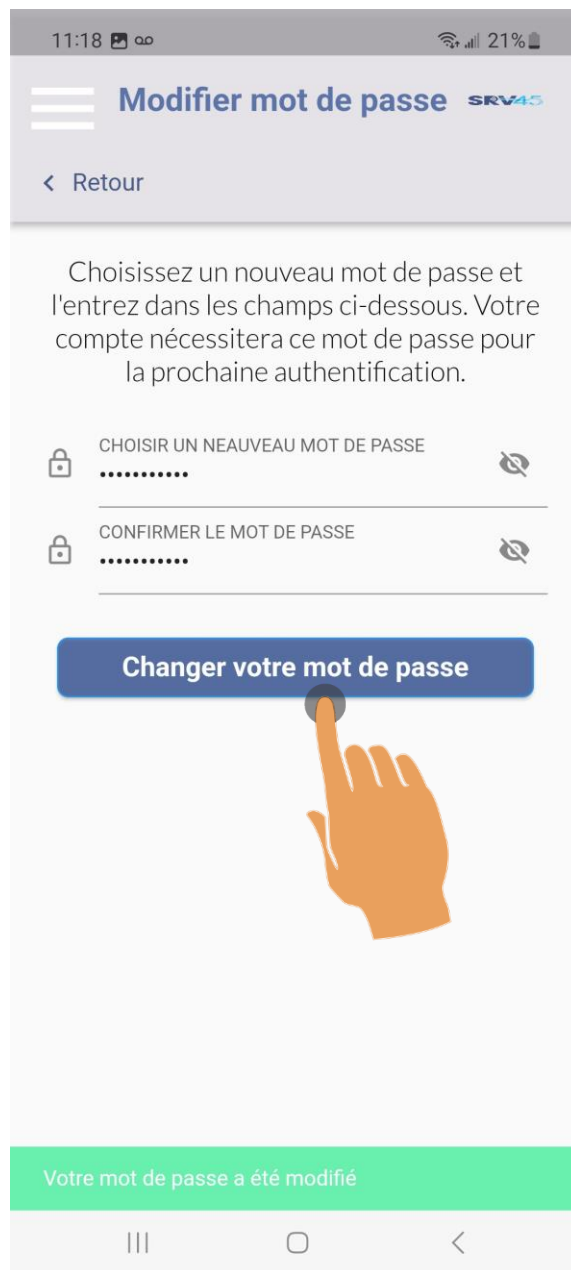 11:18
21%
Modifier mot de passe SRV45
Retour
Choisissez un nouveau mot de passe et
l'entrez dans les champs ci-dessous. Votre
compte nécessitera ce mot de passe pour
la prochaine authentification.
CHOISIR UN NEAUVEAU MOT DE PASSE
•••••••••••
CONFIRMER LE MOT DE PASSE
•••••••••••
Changer votre mot de passe
Votre mot de passe a été modifié